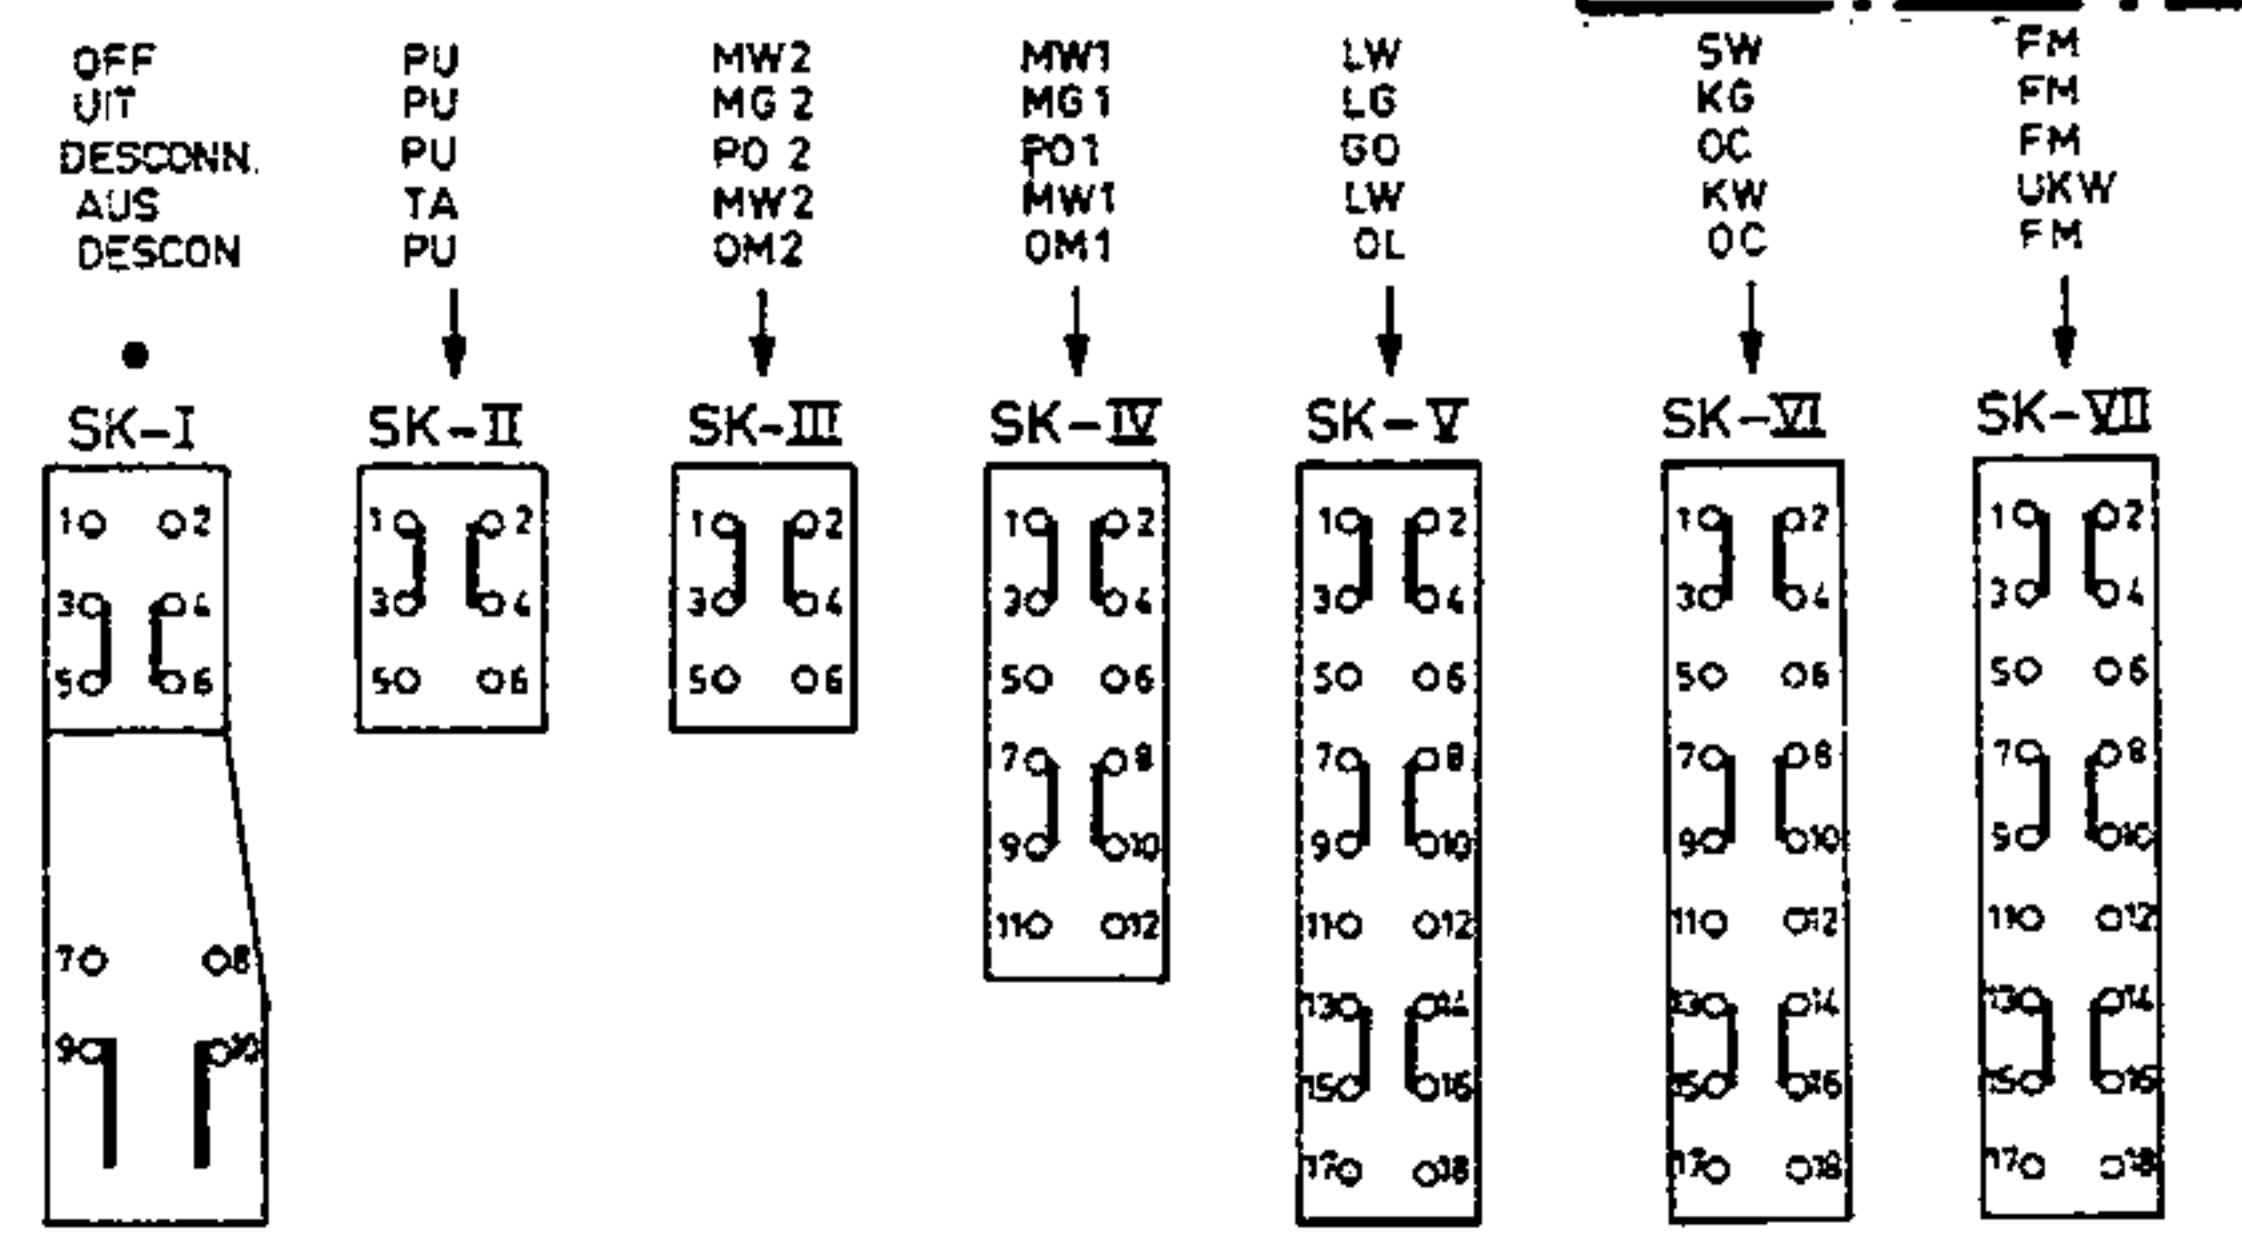 OFF PU MW2 MW1 LW SW FM
UIT PU MG 2 MG 1 LG KG FM
DESCONN. PU PO 2 PO1 GO OC FM
AUS TA MW2 MW1 LW KW UKW
DESCON PU OM2 OM1 OL OC FM
SK-I SK-II SK-III SK-IV SK-V SK-VI SK-VII
1 2 1 2 1 2 1 2 1 2 1 2 1 2
3 4 3 4 3 4 3 4 3 4 3 4 3 4
5 6 5 6 5 6 5 6 5 6 5 6 5 6
7 8 7 8 7 8 7 8
9 10 9 10 9 10 9 10
11 12 11 12 11 12 11 12
7 8
13 14 13 14 13 14
9 10
15 16 15 16 15 16
17 18 17 18 17 18